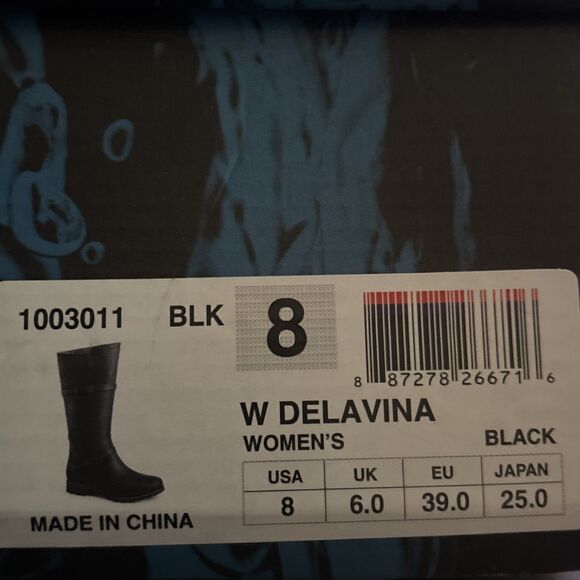 1003011 BLK 8
8 87278 26671 6
W DELAVINA
WOMEN'S BLACK
USA UK EU JAPAN
8 6.0 39.0 25.0
MADE IN CHINA